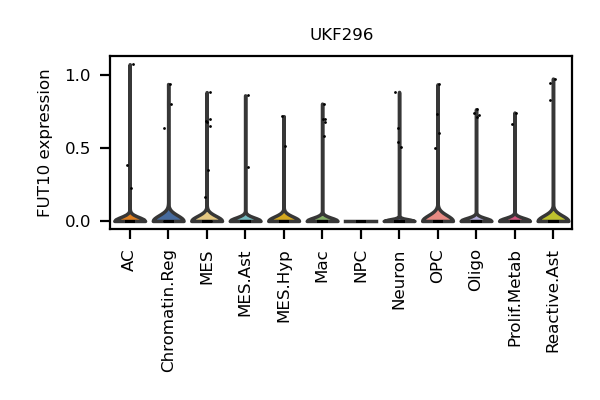 UKF296
FUT10 expression
1.0
0.5
0.0
AC
Chromatin.Reg
MES
MES.Ast
MES.Hyp
Mac
NPC
Neuron
OPC
Oligo
Prolif.Metab
Reactive.Ast